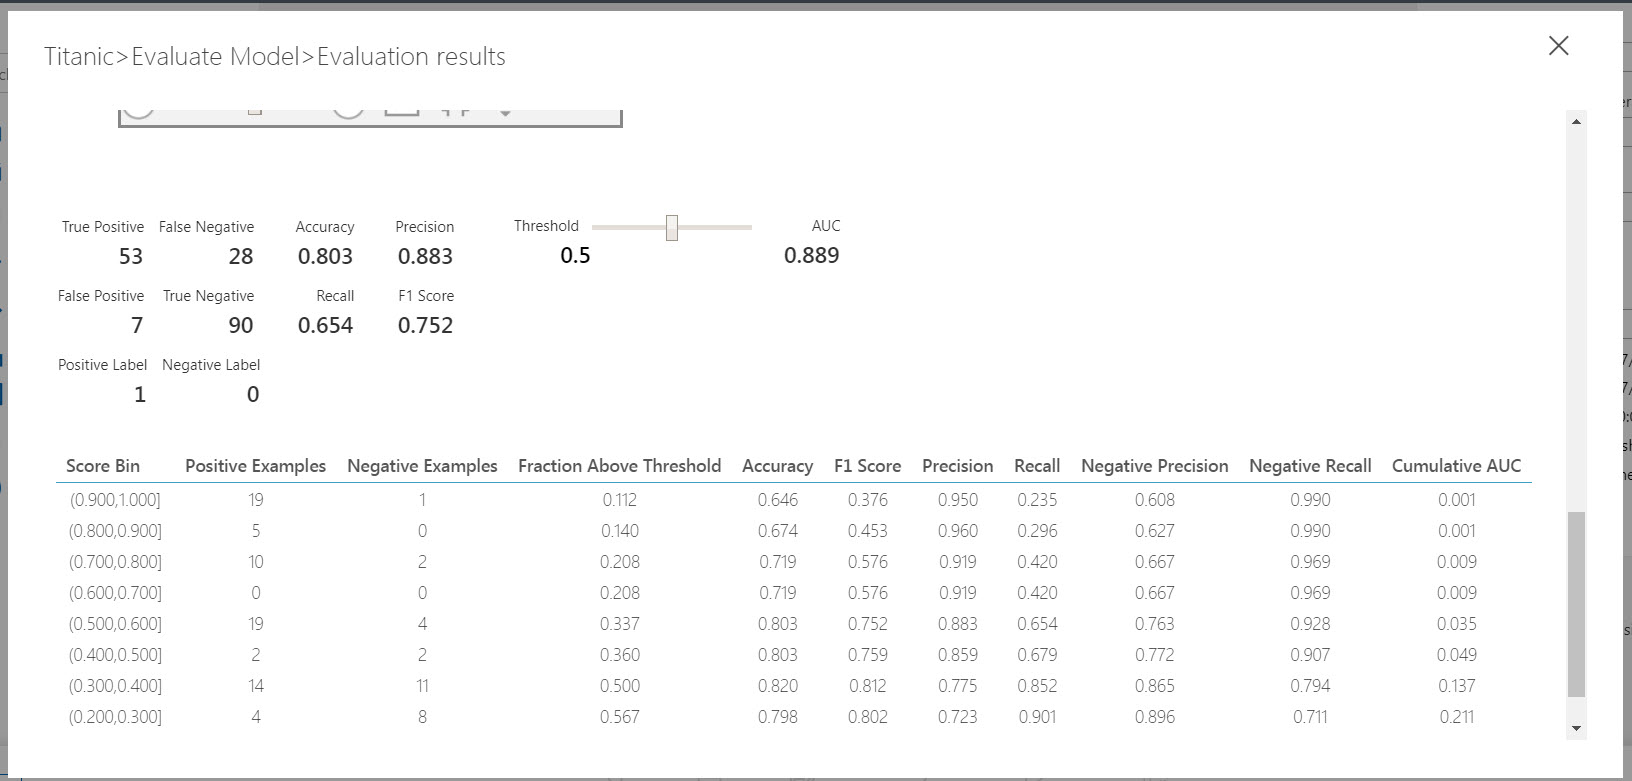 Titanic>Evaluate Model>Evaluation results
True Positive False Negative Accuracy Precision Threshold AUC
53 28 0.803 0.883 0.5 0.889
False Positive True Negative Recall F1 Score
7 90 0.654 0.752
Positive Label Negative Label
1 0
Score Bin Positive Examples Negative Examples Fraction Above Threshold Accuracy F1 Score Precision Recall Negative Precision Negative Recall Cumulative AUC
(0.900,1.000] 19 1 0.112 0.646 0.376 0.950 0.235 0.608 0.990 0.001
(0.800,0.900] 5 0 0.140 0.674 0.453 0.960 0.296 0.627 0.990 0.001
(0.700,0.800] 10 2 0.208 0.719 0.576 0.919 0.420 0.667 0.969 0.009
(0.600,0.700] 0 0 0.208 0.719 0.576 0.919 0.420 0.667 0.969 0.009
(0.500,0.600] 19 4 0.337 0.803 0.752 0.883 0.654 0.763 0.928 0.035
(0.400,0.500] 2 2 0.360 0.803 0.759 0.859 0.679 0.772 0.907 0.049
(0.300,0.400] 14 11 0.500 0.820 0.812 0.775 0.852 0.865 0.794 0.137
(0.200,0.300] 4 8 0.567 0.798 0.802 0.723 0.901 0.896 0.711 0.211